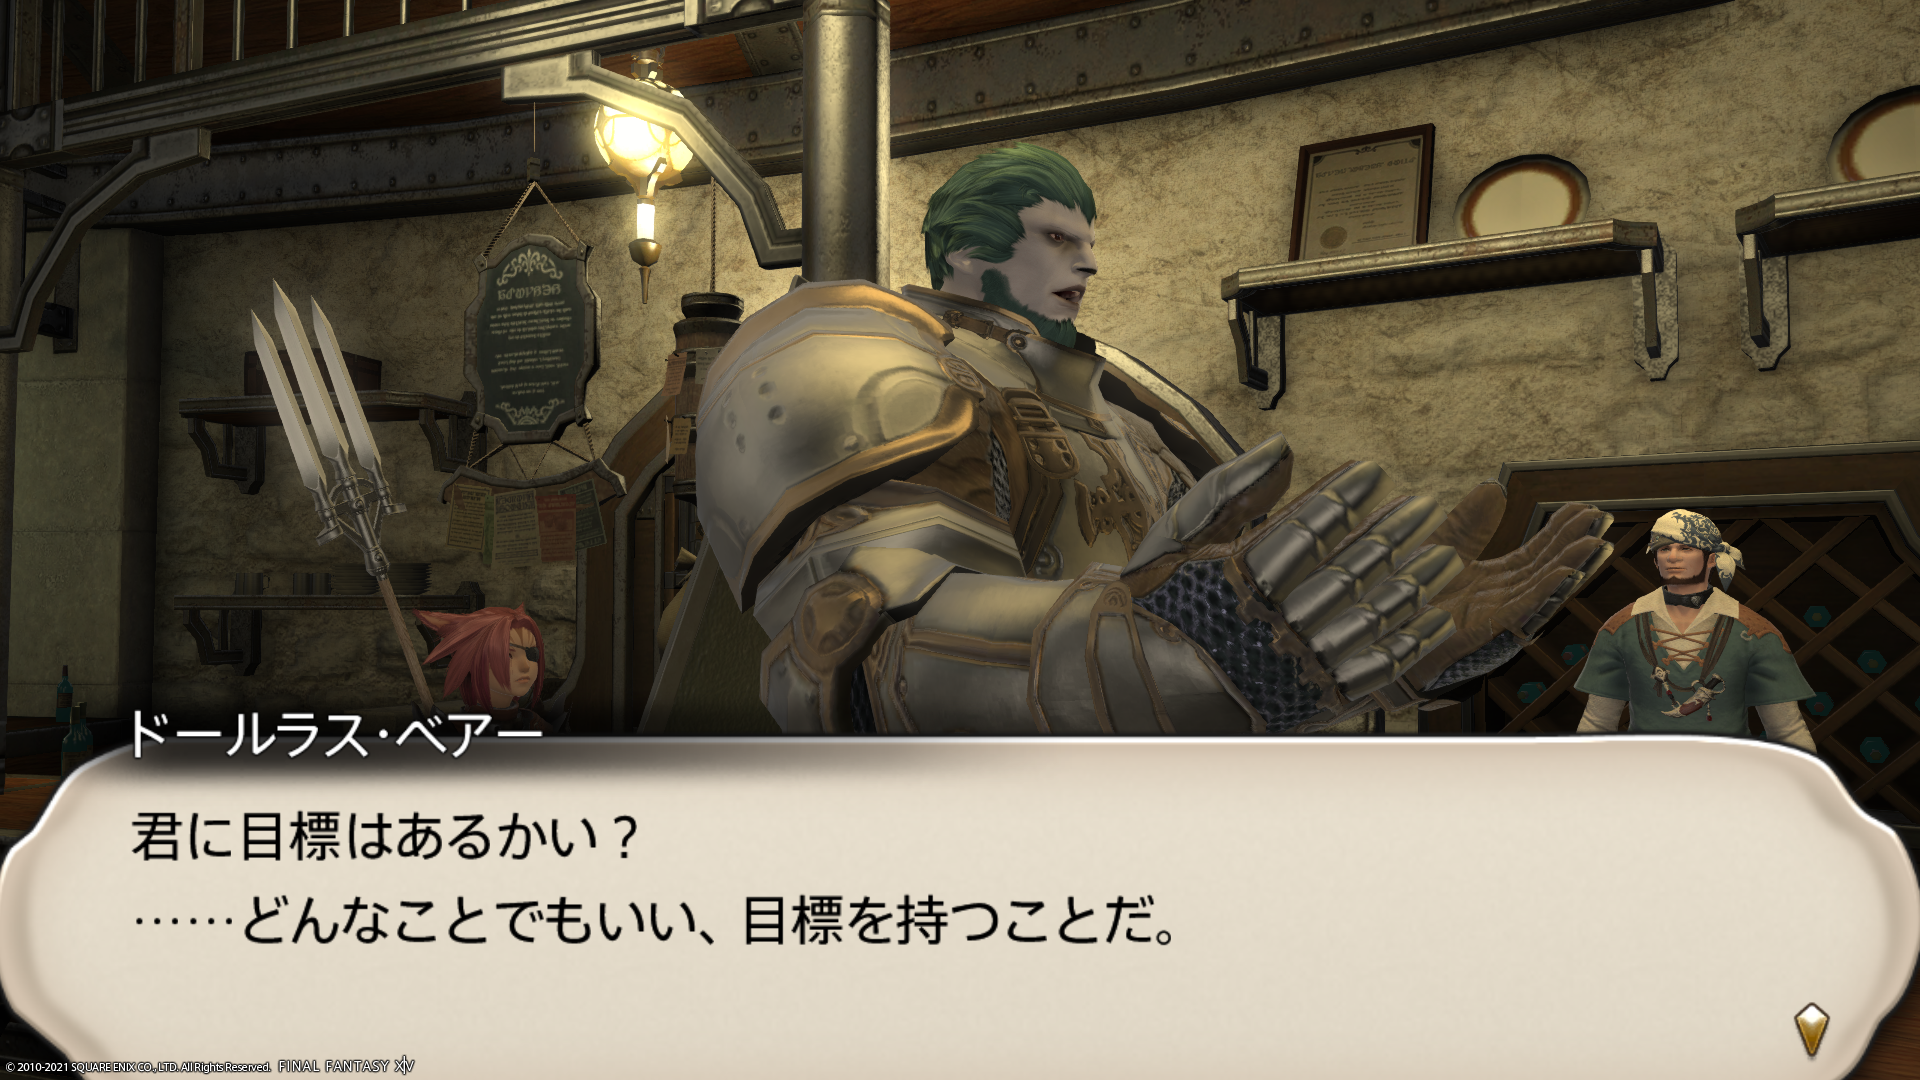 ドールラス·ベアー
君に目標はあるかい？
……どんなことでもいい、目標を持つことだ。
© 2010-2021 SQUARE ENIX CO., LTD. All Rights Reserved. FINAL FANTASY XIV